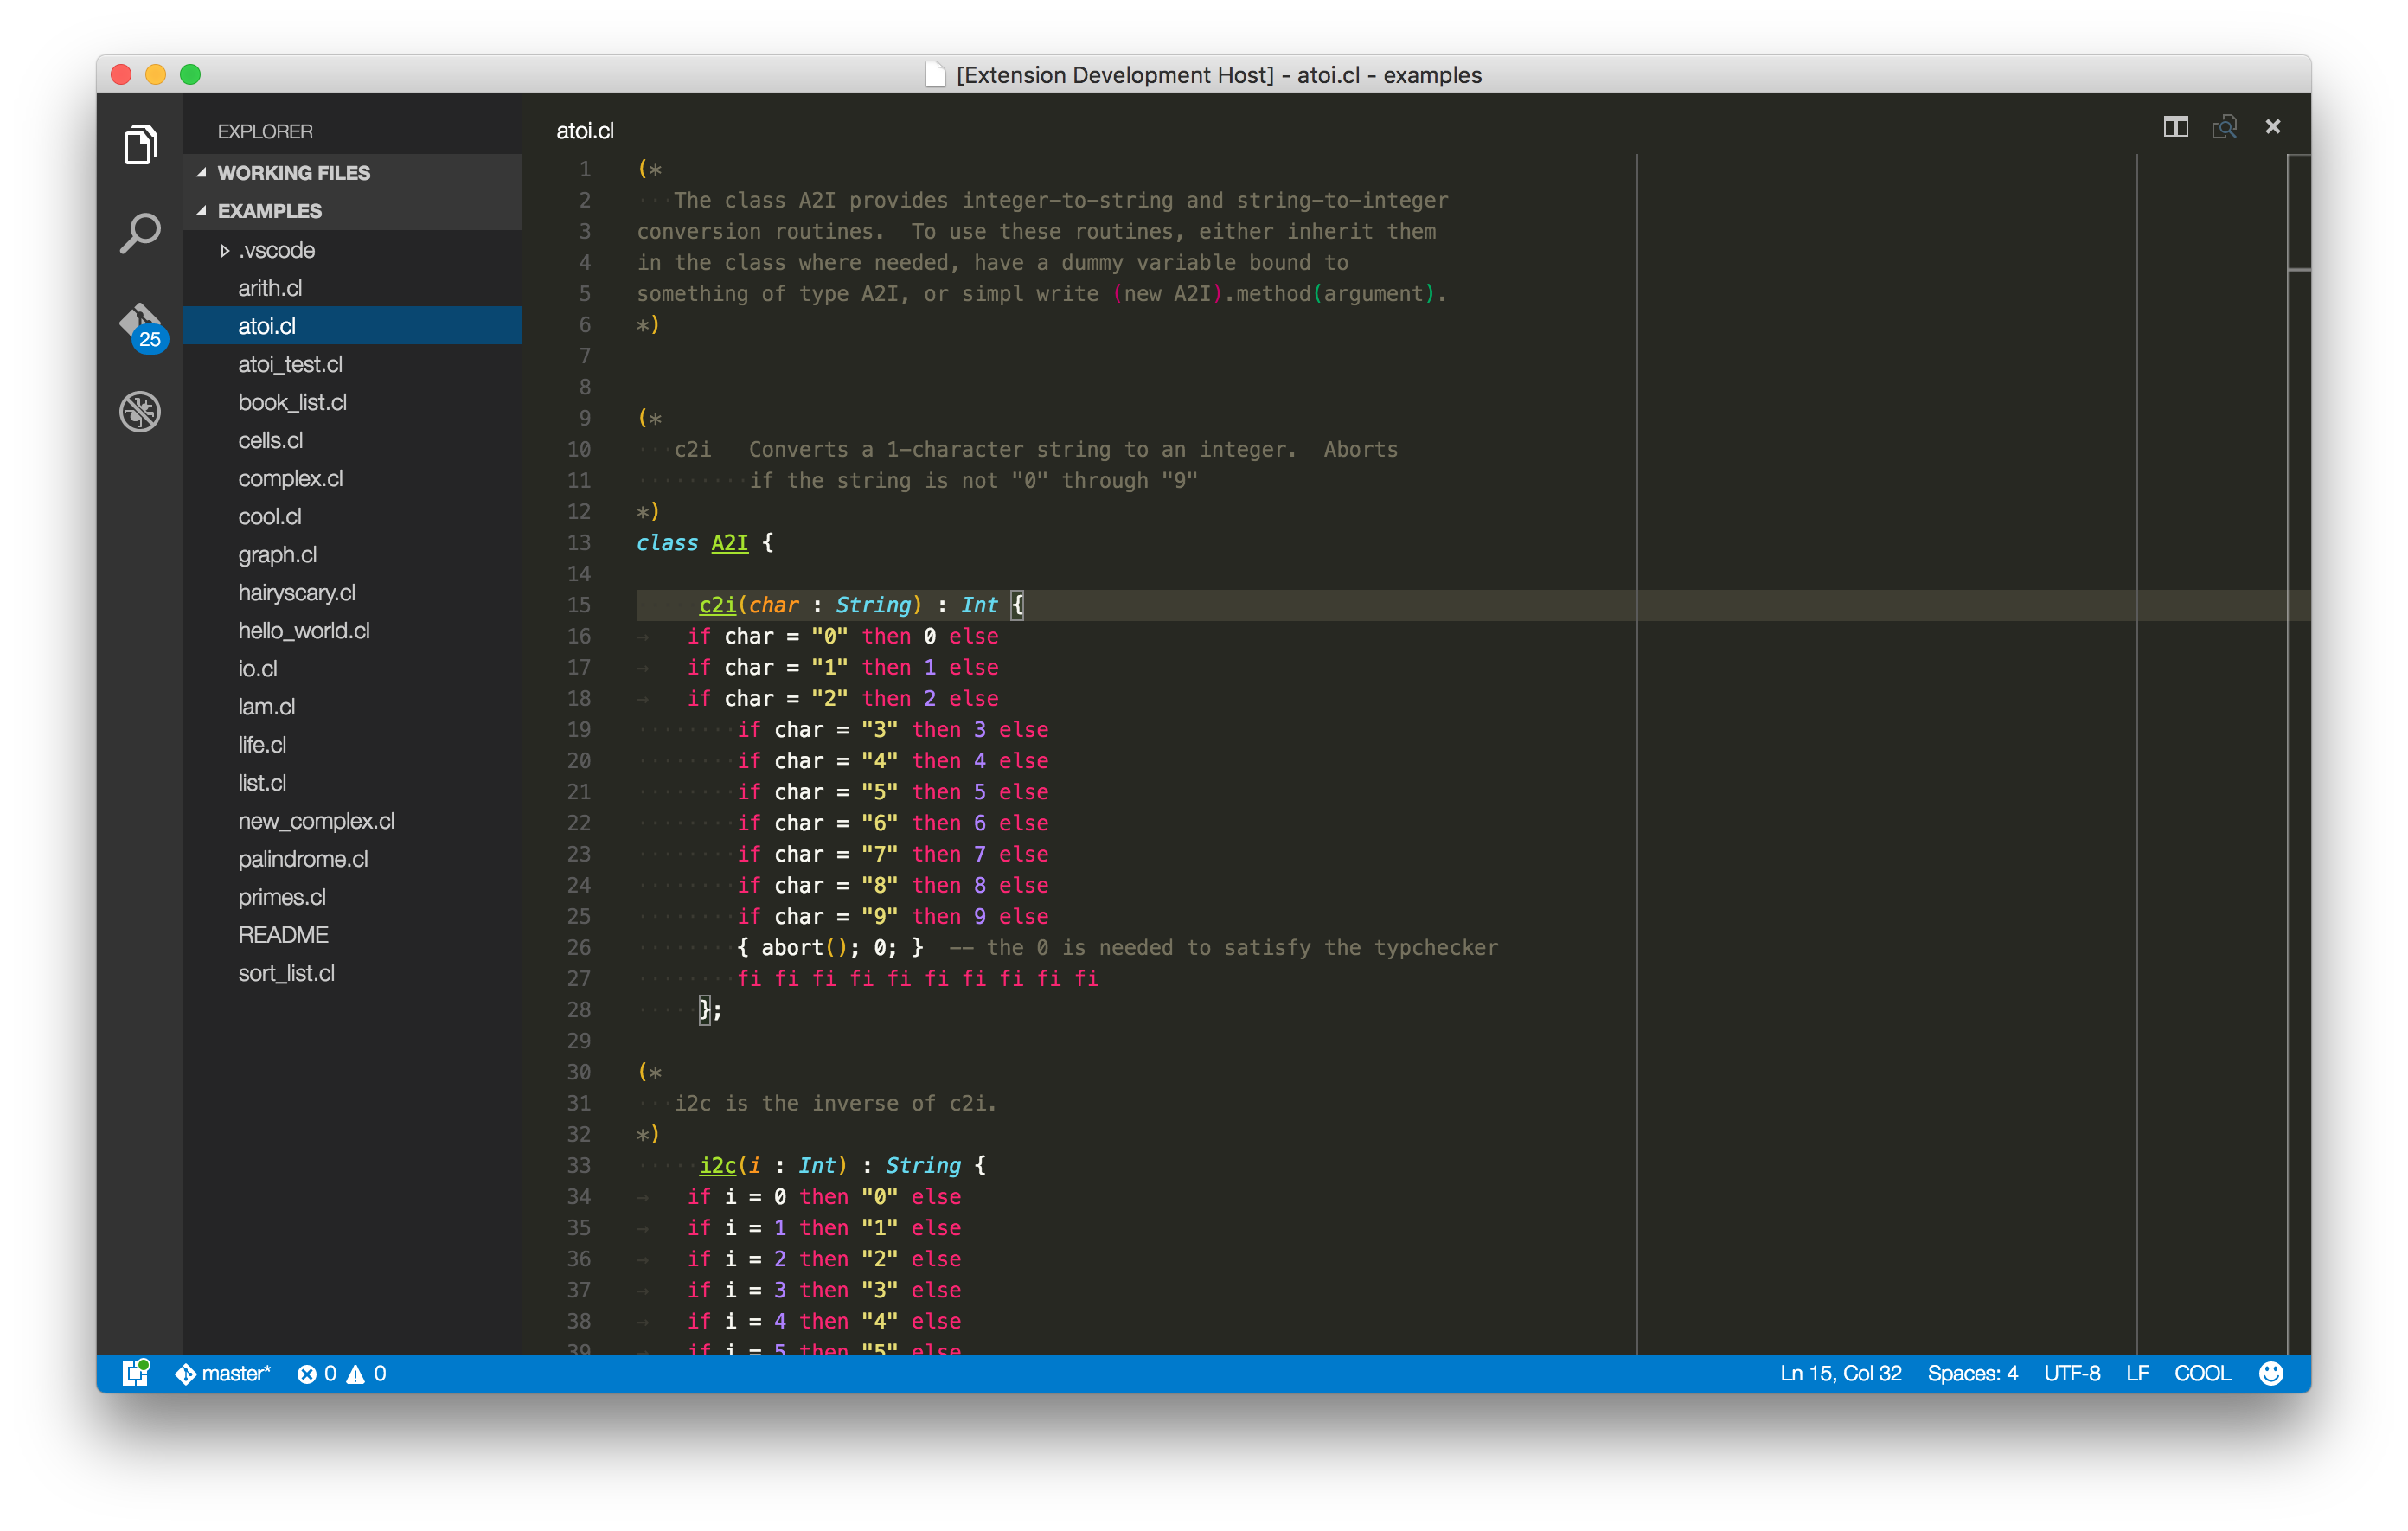 [Extension Development Host] - atoi.cl - examples
EXPLORER
WORKING FILES
EXAMPLES
.vscode
arith.cl
atoi.cl
atoi_test.cl
book_list.cl
cells.cl
complex.cl
cool.cl
graph.cl
hairyscary.cl
hello_world.cl
io.cl
lam.cl
life.cl
list.cl
new_complex.cl
palindrome.cl
primes.cl
README
sort_list.cl
25
atoi.cl
1 (*
2    The class A2I provides integer-to-string and string-to-integer
3 conversion routines.  To use these routines, either inherit them
4 in the class where needed, have a dummy variable bound to
5 something of type A2I, or simpl write (new A2I).method(argument).
6 *)
7
8
9 (*
10    c2i   Converts a 1-character string to an integer.  Aborts
11          if the string is not "0" through "9"
12 *)
13 class A2I {
14
15      c2i(char : String) : Int {
16     if char = "0" then 0 else
17     if char = "1" then 1 else
18     if char = "2" then 2 else
19         if char = "3" then 3 else
20         if char = "4" then 4 else
21         if char = "5" then 5 else
22         if char = "6" then 6 else
23         if char = "7" then 7 else
24         if char = "8" then 8 else
25         if char = "9" then 9 else
26         { abort(); 0; }  -- the 0 is needed to satisfy the typchecker
27         fi fi fi fi fi fi fi fi fi fi
28      };
29
30 (*
31    i2c is the inverse of c2i.
32 *)
33      i2c(i : Int) : String {
34     if i = 0 then "0" else
35     if i = 1 then "1" else
36     if i = 2 then "2" else
37     if i = 3 then "3" else
38     if i = 4 then "4" else
39     if i = 5 then "5" else
master* 0 0
Ln 15, Col 32 Spaces: 4 UTF-8 LF COOL